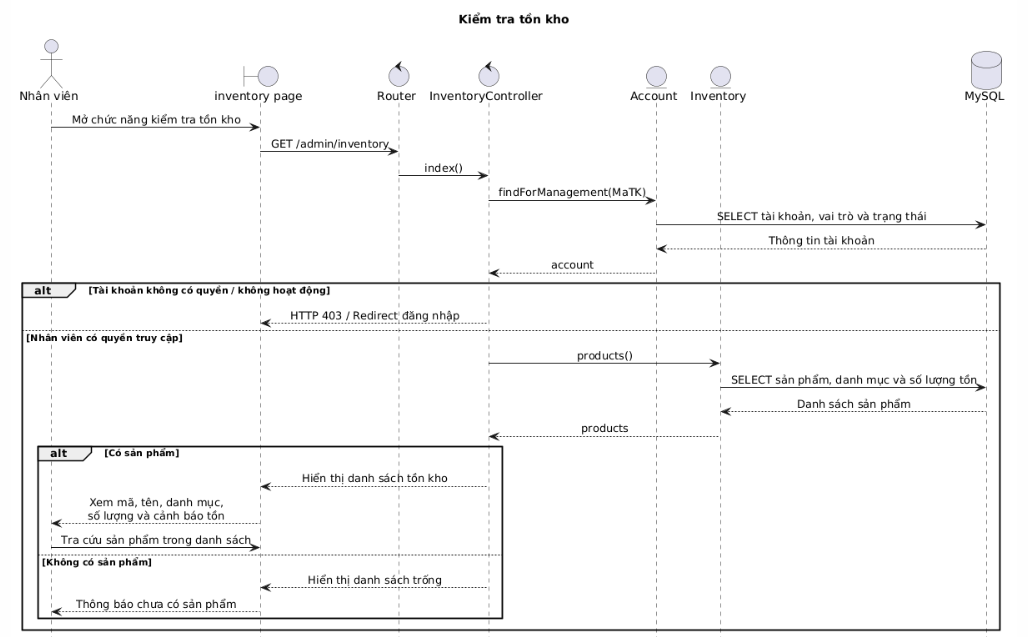 Kiểm tra tồn kho
Nhân viên
inventory page
Router
InventoryController
Account
Inventory
MySQL
Mở chức năng kiểm tra tồn kho
GET /admin/inventory
index()
findForManagement(MaTK)
SELECT tài khoản, vai trò và trạng thái
Thông tin tài khoản
account
alt
[Tài khoản không có quyền / không hoạt động]
HTTP 403 / Redirect đăng nhập
[Nhân viên có quyền truy cập]
products()
SELECT sản phẩm, danh mục và số lượng tồn
Danh sách sản phẩm
products
alt
[Có sản phẩm]
Hiển thị danh sách tồn kho
Xem mã, tên, danh mục,
số lượng và cảnh báo tồn
Tra cứu sản phẩm trong danh sách
[Không có sản phẩm]
Hiển thị danh sách trống
Thông báo chưa có sản phẩm